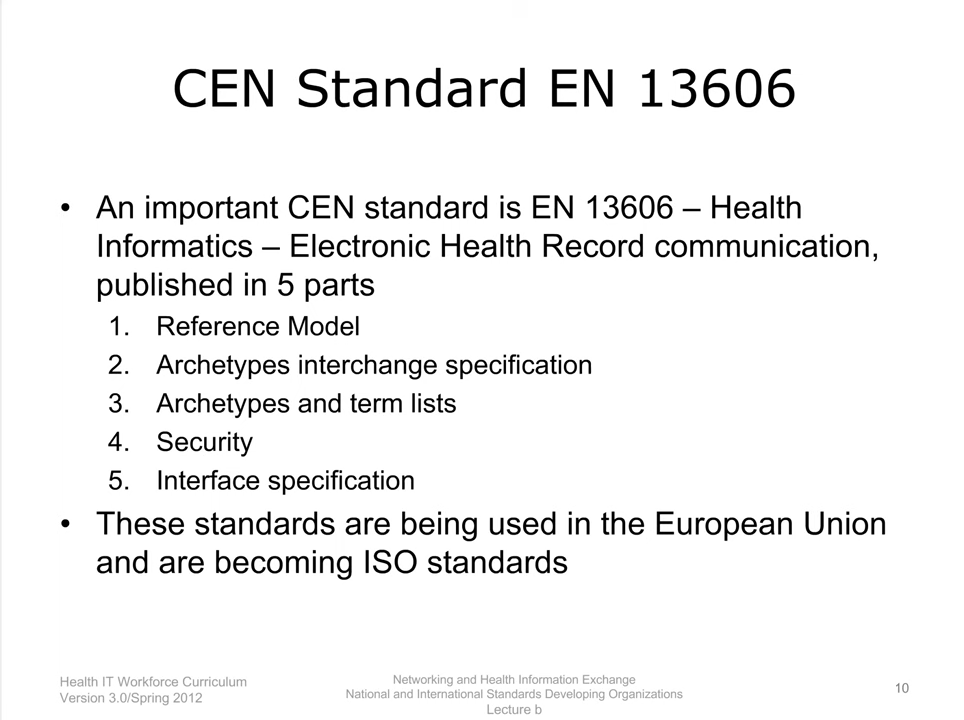 CEN Standard EN 13606
• An important CEN standard is EN 13606 – Health
Informatics – Electronic Health Record communication,
published in 5 parts
1. Reference Model
2. Archetypes interchange specification
3. Archetypes and term lists
4. Security
5. Interface specification
• These standards are being used in the European Union
and are becoming ISO standards
Health IT Workforce Curriculum
Version 3.0/Spring 2012
Networking and Health Information Exchange
National and International Standards Developing Organizations
Lecture b
10